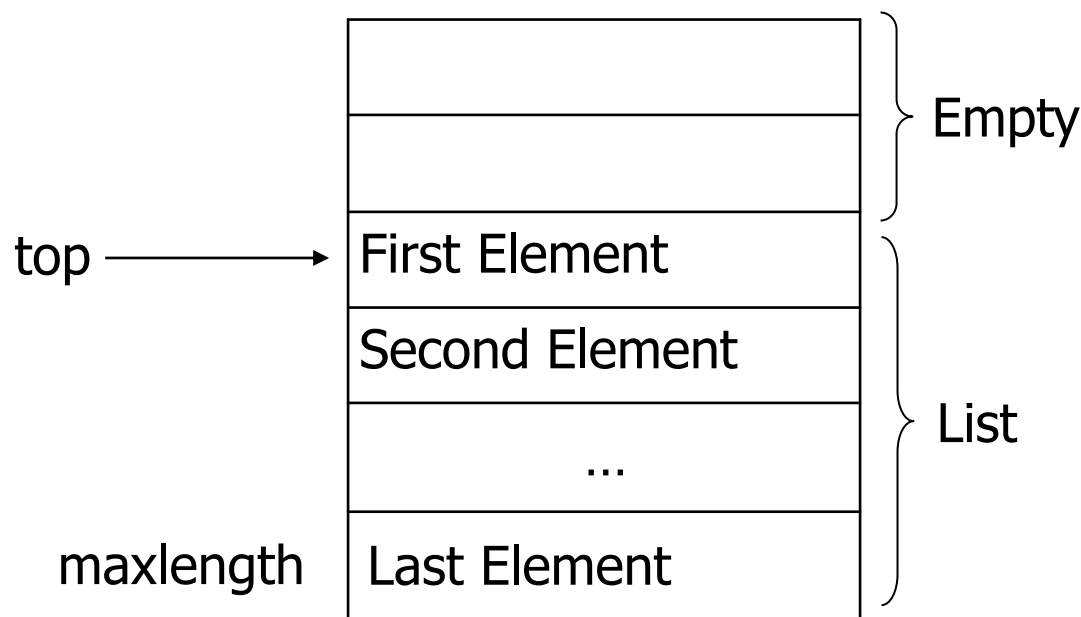 Empty
top
First Element
Second Element
List
...
maxlength
Last Element